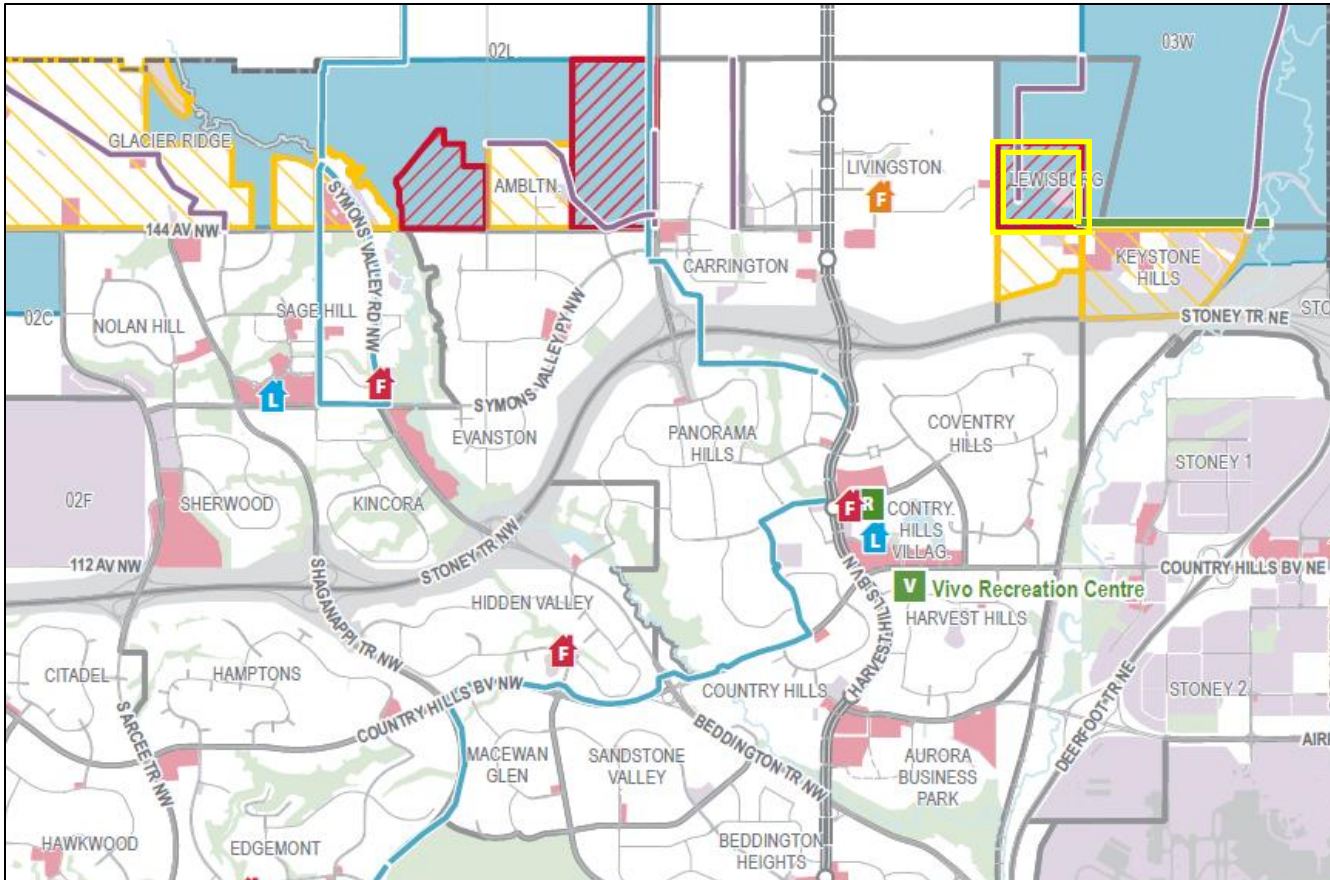 02L
03W
GLACIER RIDGE
AMBLTN.
LIVINGSTON
F
LEWISBURG
144 AV NW
SYMONS VALLEY RD NW
CARRINGTON
KEYSTONE
HILLS
02C
NOLAN HILL
SAGE HILL
STONEY TR NE
STO
L
F
SYMONS VALLEY PY NW
EVANSTON
PANORAMA
HILLS
COVENTRY
HILLS
STONEY 1
02F
SHERWOOD
KINCORA
F
R
CONTRY.
HILLS
VILLAG.
L
112 AV NW
SHAGANAPPI TR NW
STONEY TR NW
COUNTRY HILLS BV NE
V Vivo Recreation Centre
HIDDEN VALLEY
HARVEST HILLS
F
HARVEST HILLS BV N
CITADEL
HAMPTONS
COUNTRY HILLS
STONEY 2
SARCEE TR NW
COUNTRY HILLS BV NW
DEERFOOT TR NE
MACEWAN
GLEN
SANDSTONE
VALLEY
BEDDINGTON TR NW
AURORA
BUSINESS
PARK
AIR
HAWKWOOD
EDGEMONT
BEDDINGTON
HEIGHTS